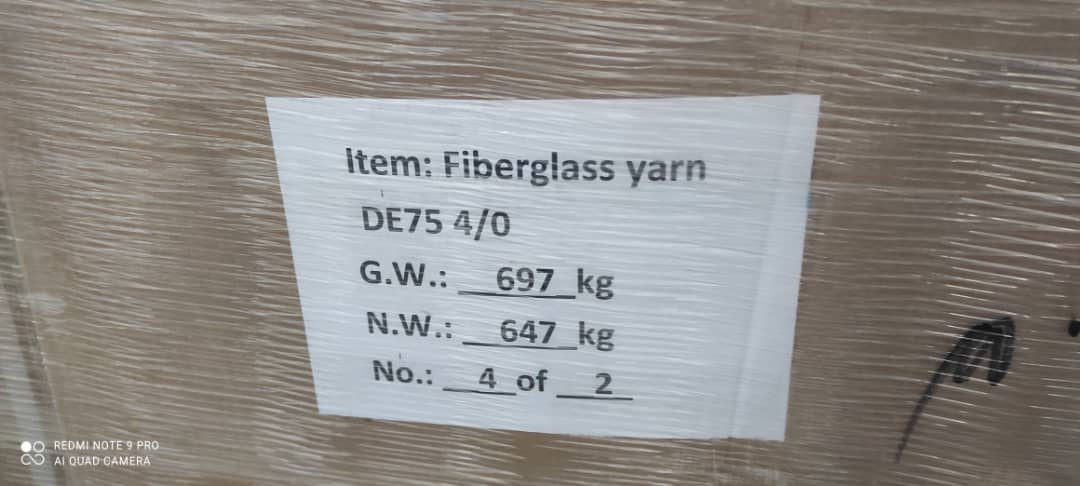 Item: Fiberglass yarn
DE75 4/0
G.W.: 697 kg
N.W.: 647 kg
No.: 4 of 2
REDMI NOTE 9 PRO
AI QUAD CAMERA